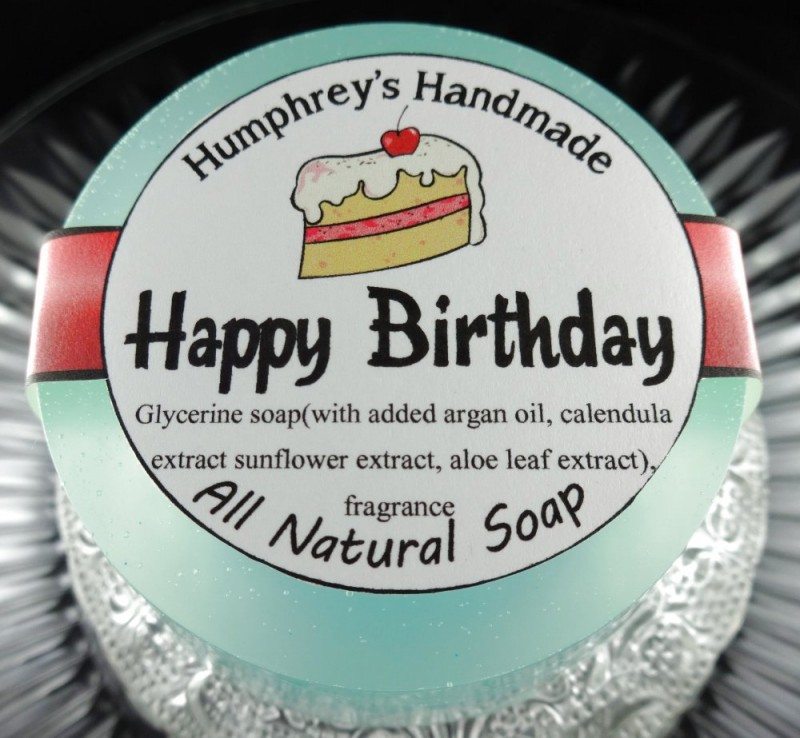 Humphrey's Handmade
Happy Birthday
Glycerine soap(with added argan oil, calendula
extract sunflower extract, aloe leaf extract),
fragrance
All Natural Soap